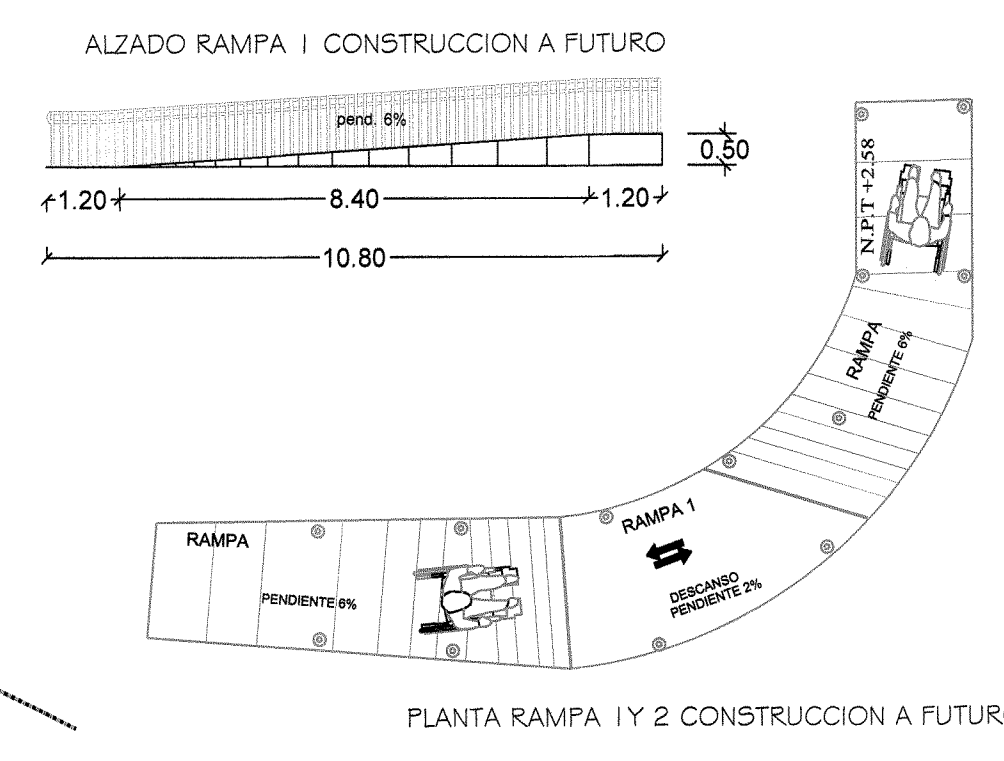 ALZADO RAMPA 1 CONSTRUCCION A FUTURO
pend. 6%
0.50
1.20
8.40
1.20
10.80
N.P.T +2.58
RAMPA
PENDIENTE 6%
RAMPA 1
DESCANSO
PENDIENTE 2%
RAMPA
PENDIENTE 6%
PLANTA RAMPA 1 Y 2 CONSTRUCCION A FUTUR